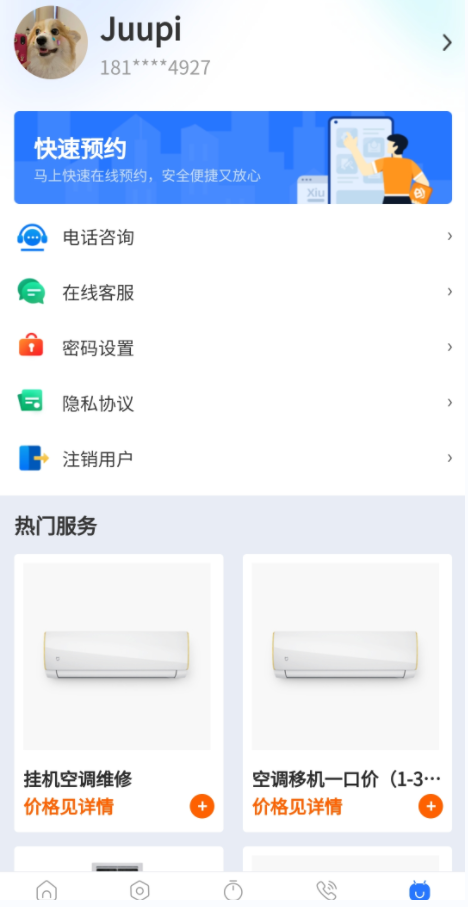 Juupi
181****4927
快速预约
马上快速在线预约，安全便捷又放心
Xiu
电话咨询
在线客服
密码设置
隐私协议
注销用户
热门服务
挂机空调维修
价格见详情
空调移机一口价（1-3…
价格见详情